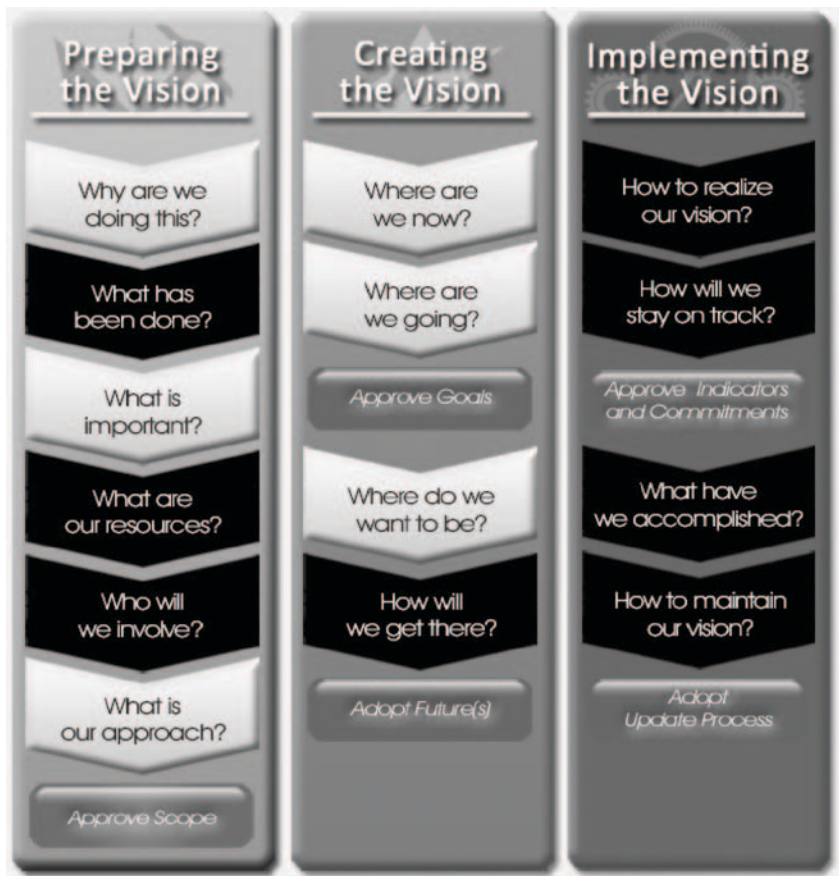 Preparing
the Vision
Why are we
doing this?
What has
been done?
What is
important?
What are
our resources?
Who will
we involve?
What is
our approach?
Approve Scope
Creating
the Vision
Where are
we now?
Where are
we going?
Approve Goals
Where do we
want to be?
How will
we get there?
Adopt Future(s)
Implementing
the Vision
How to realize
our vision?
How will we
stay on track?
Approve Indicators
and Commitments
What have
we accomplished?
How to maintain
our vision?
Adopt
Update Process